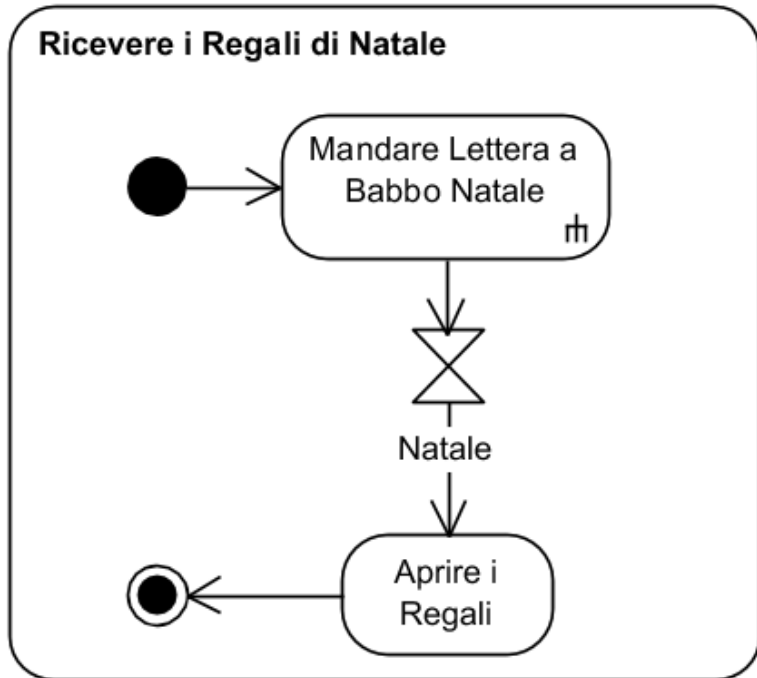 Ricevere i Regali di Natale
Mandare Lettera a
Babbo Natale
Natale
Aprire i
Regali